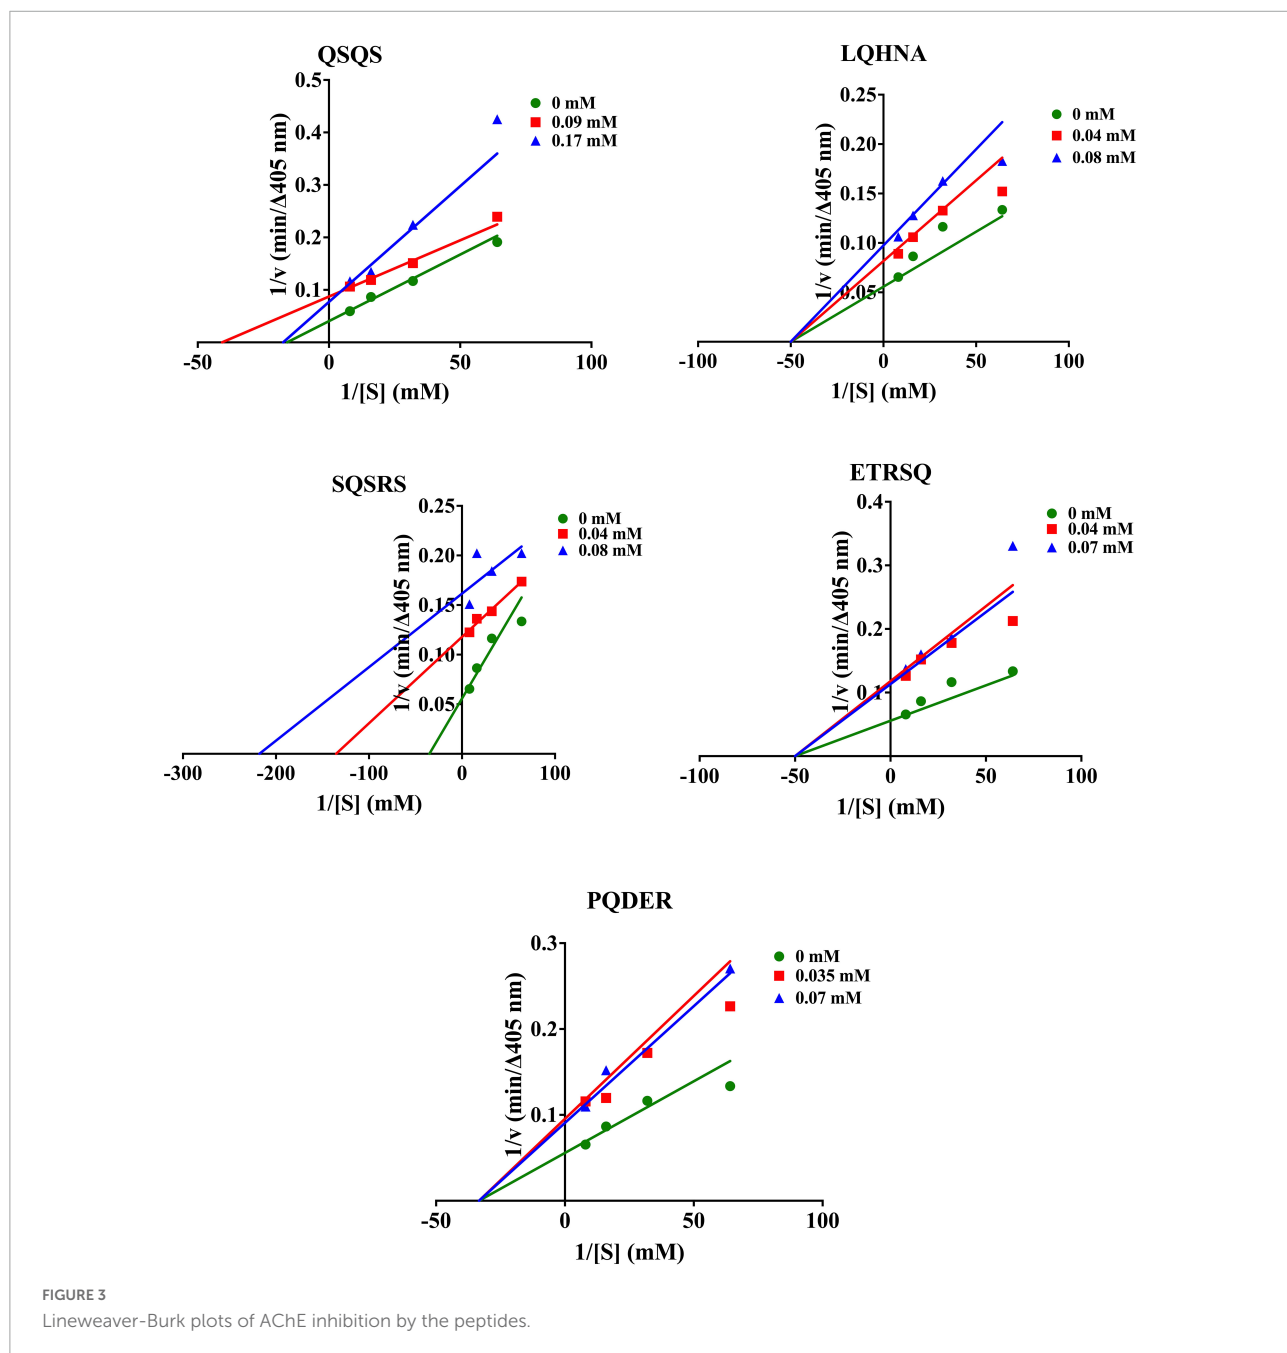 QSQS
0.5
0.4
0.3
0.2
0.1
1/v (min/Δ405 nm)
0 mM
0.09 mM
0.17 mM
-50 0 50 100
1/[S] (mM)
LQHNA
0.25
0.20
0.15
0.10
0.05
1/v (min/Δ405 nm)
0 mM
0.04 mM
0.08 mM
-100 -50 0 50 100
1/[S] (mM)
SQSRS
0.25
0.20
0.15
0.10
0.05
1/v (min/Δ405 nm)
0 mM
0.04 mM
0.08 mM
-300 -200 -100 0 100
1/[S] (mM)
ETRSQ
0.4
0.3
0.2
0.1
1/v (min/Δ405 nm)
0 mM
0.04 mM
0.07 mM
-100 -50 0 50 100
1/[S] (mM)
PQDER
0.3
0.2
0.1
1/v (min/Δ405 nm)
0 mM
0.035 mM
0.07 mM
-50 0 50 100
1/[S] (mM)
FIGURE 3
Lineweaver-Burk plots of AChE inhibition by the peptides.